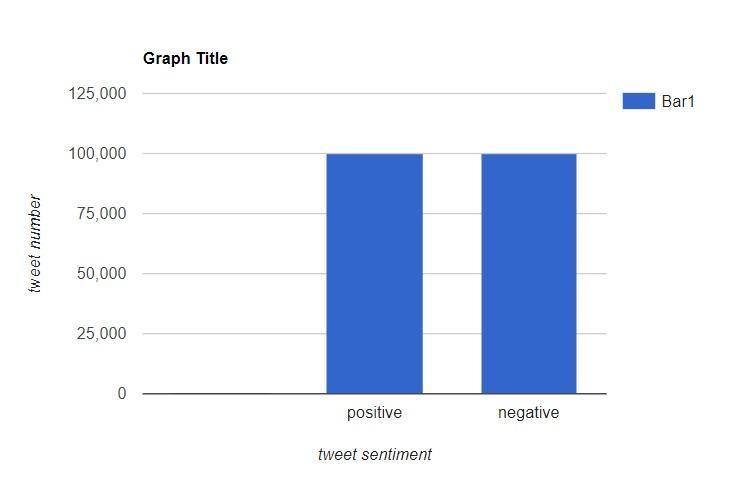 Graph Title
125,000
Bar1
100,000
75,000
tweet number
50,000
25,000
0
positive negative
tweet sentiment